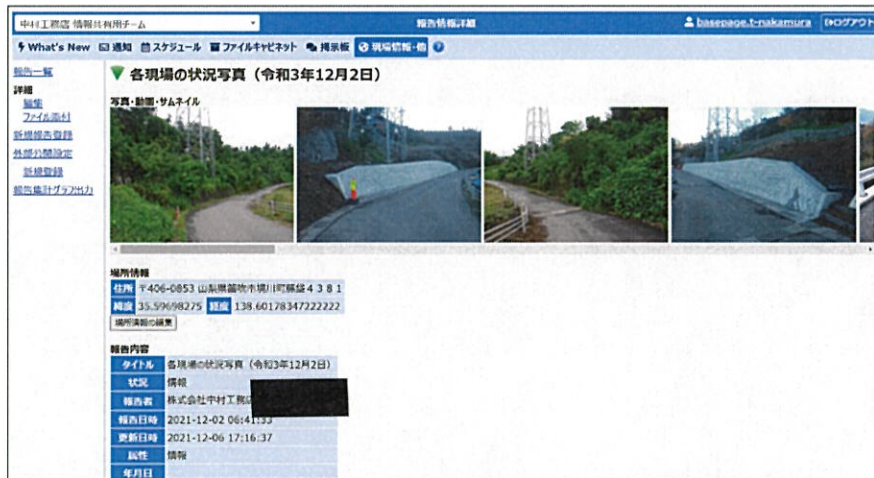 中村工務店 情報共有用チーム
報告情報詳細
basepage.t-nakamura
ログアウト
What's New 通知 スケジュール ファイルキャビネット 掲示板 現場情報・他
報告一覧
詳細
編集
ファイル添付
新規報告登録
外部公開設定
新規登録
報告集計グラフ出力
各現場の状況写真（令和3年12月2日）
写真・動画・サムネイル
場所情報
住所 〒406-0853 山梨県笛吹市境川町藤垈４３８１
緯度 35.59698275 経度 138.60178347222222
場所情報の編集
報告内容
タイトル 各現場の状況写真（令和3年12月2日）
状況 情報
報告者 株式会社中村工務店
報告日時 2021-12-02 06:41:33
更新日時 2021-12-06 17:16:37
属性 情報
年月日